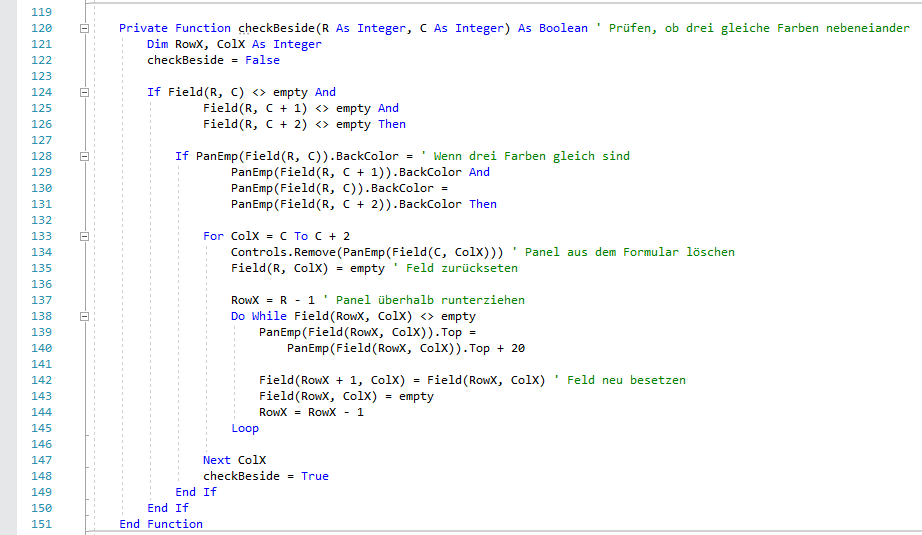 119
120 Private Function checkBeside(R As Integer, C As Integer) As Boolean ' Prüfen, ob drei gleiche Farben nebeneiander
121 Dim RowX, ColX As Integer
122 checkBeside = False
123
124 If Field(R, C) <> empty And
125 Field(R, C + 1) <> empty And
126 Field(R, C + 2) <> empty Then
127
128 If PanEmp(Field(R, C)).BackColor = ' Wenn drei Farben gleich sind
129 PanEmp(Field(R, C + 1)).BackColor And
130 PanEmp(Field(R, C)).BackColor =
131 PanEmp(Field(R, C + 2)).BackColor Then
132
133 For ColX = C To C + 2
134 Controls.Remove(PanEmp(Field(C, ColX))) ' Panel aus dem Formular löschen
135 Field(R, ColX) = empty ' Feld zurückseten
136
137 RowX = R - 1 ' Panel überhalb runterziehen
138 Do While Field(RowX, ColX) <> empty
139 PanEmp(Field(RowX, ColX)).Top =
140 PanEmp(Field(RowX, ColX)).Top + 20
141
142 Field(RowX + 1, ColX) = Field(RowX, ColX) ' Feld neu besetzen
143 Field(RowX, ColX) = empty
144 RowX = RowX - 1
145 Loop
146
147 Next ColX
148 checkBeside = True
149 End If
150 End If
151 End Function